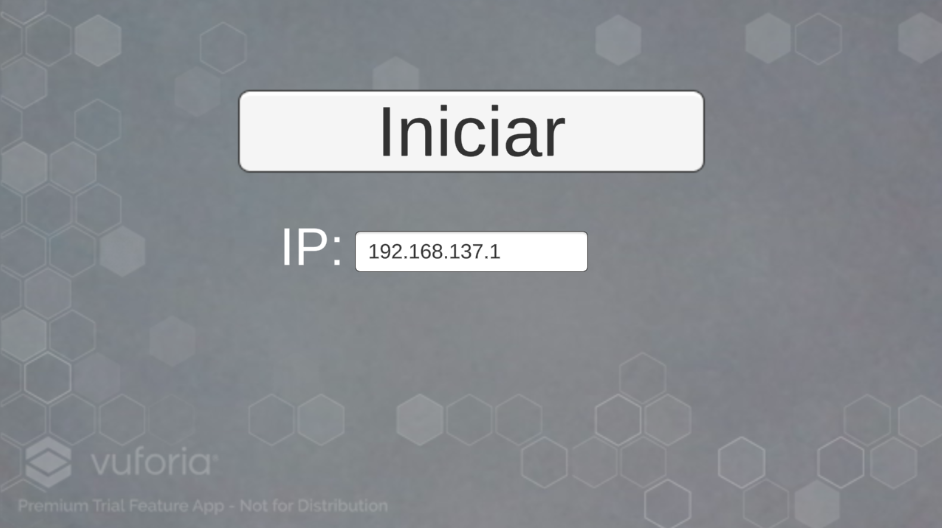 Iniciar
IP: 192.168.137.1
vuforia®
Premium Trial Feature App - Not for Distribution